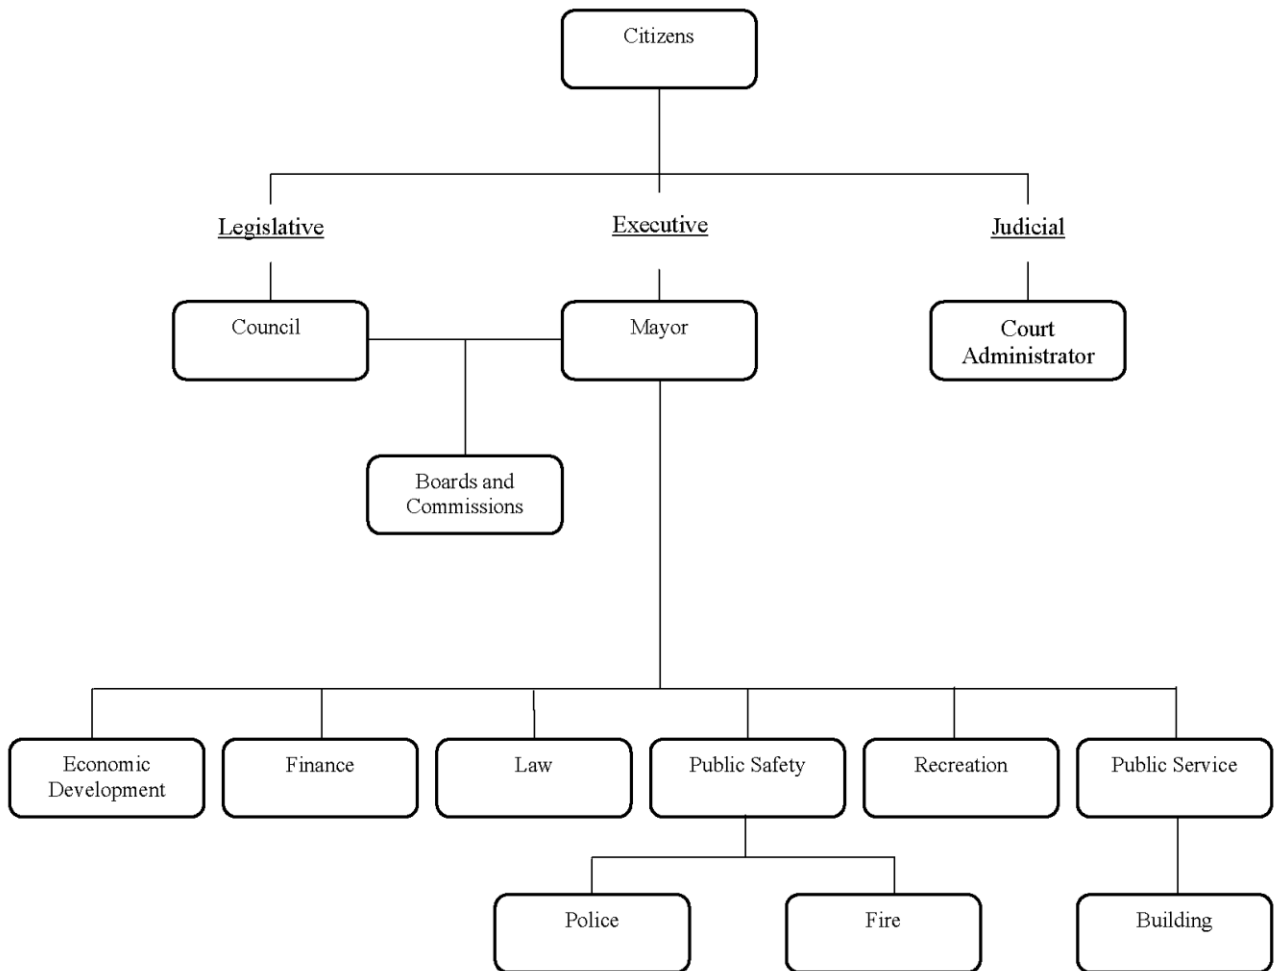 Citizens
Legislative
Executive
Judicial
Council
Mayor
Court
Administrator
Boards and
Commissions
Economic
Development
Finance
Law
Public Safety
Recreation
Public Service
Police
Fire
Building